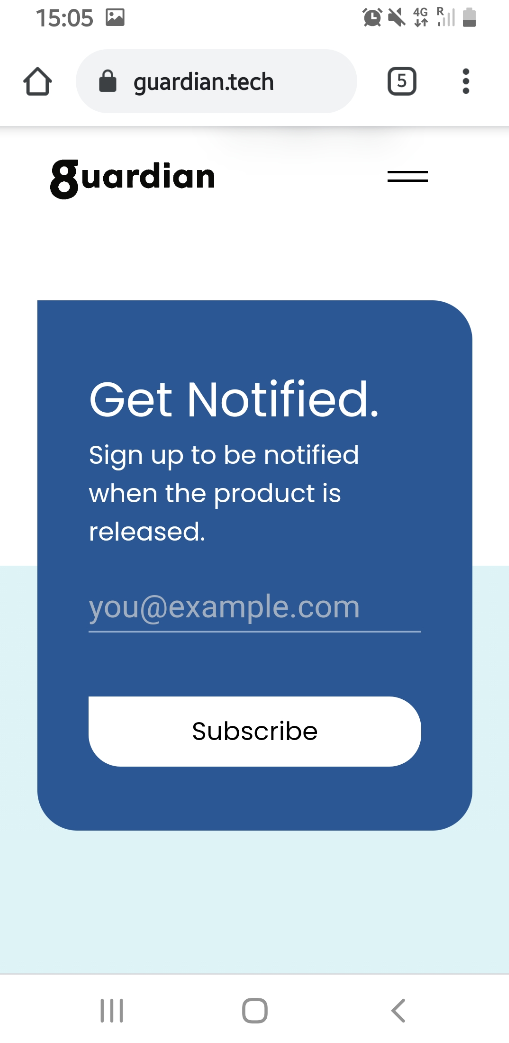 15:05
4G
R
guardian.tech
5
guardian
Get Notified.
Sign up to be notified
when the product is
released.
you@example.com
Subscribe